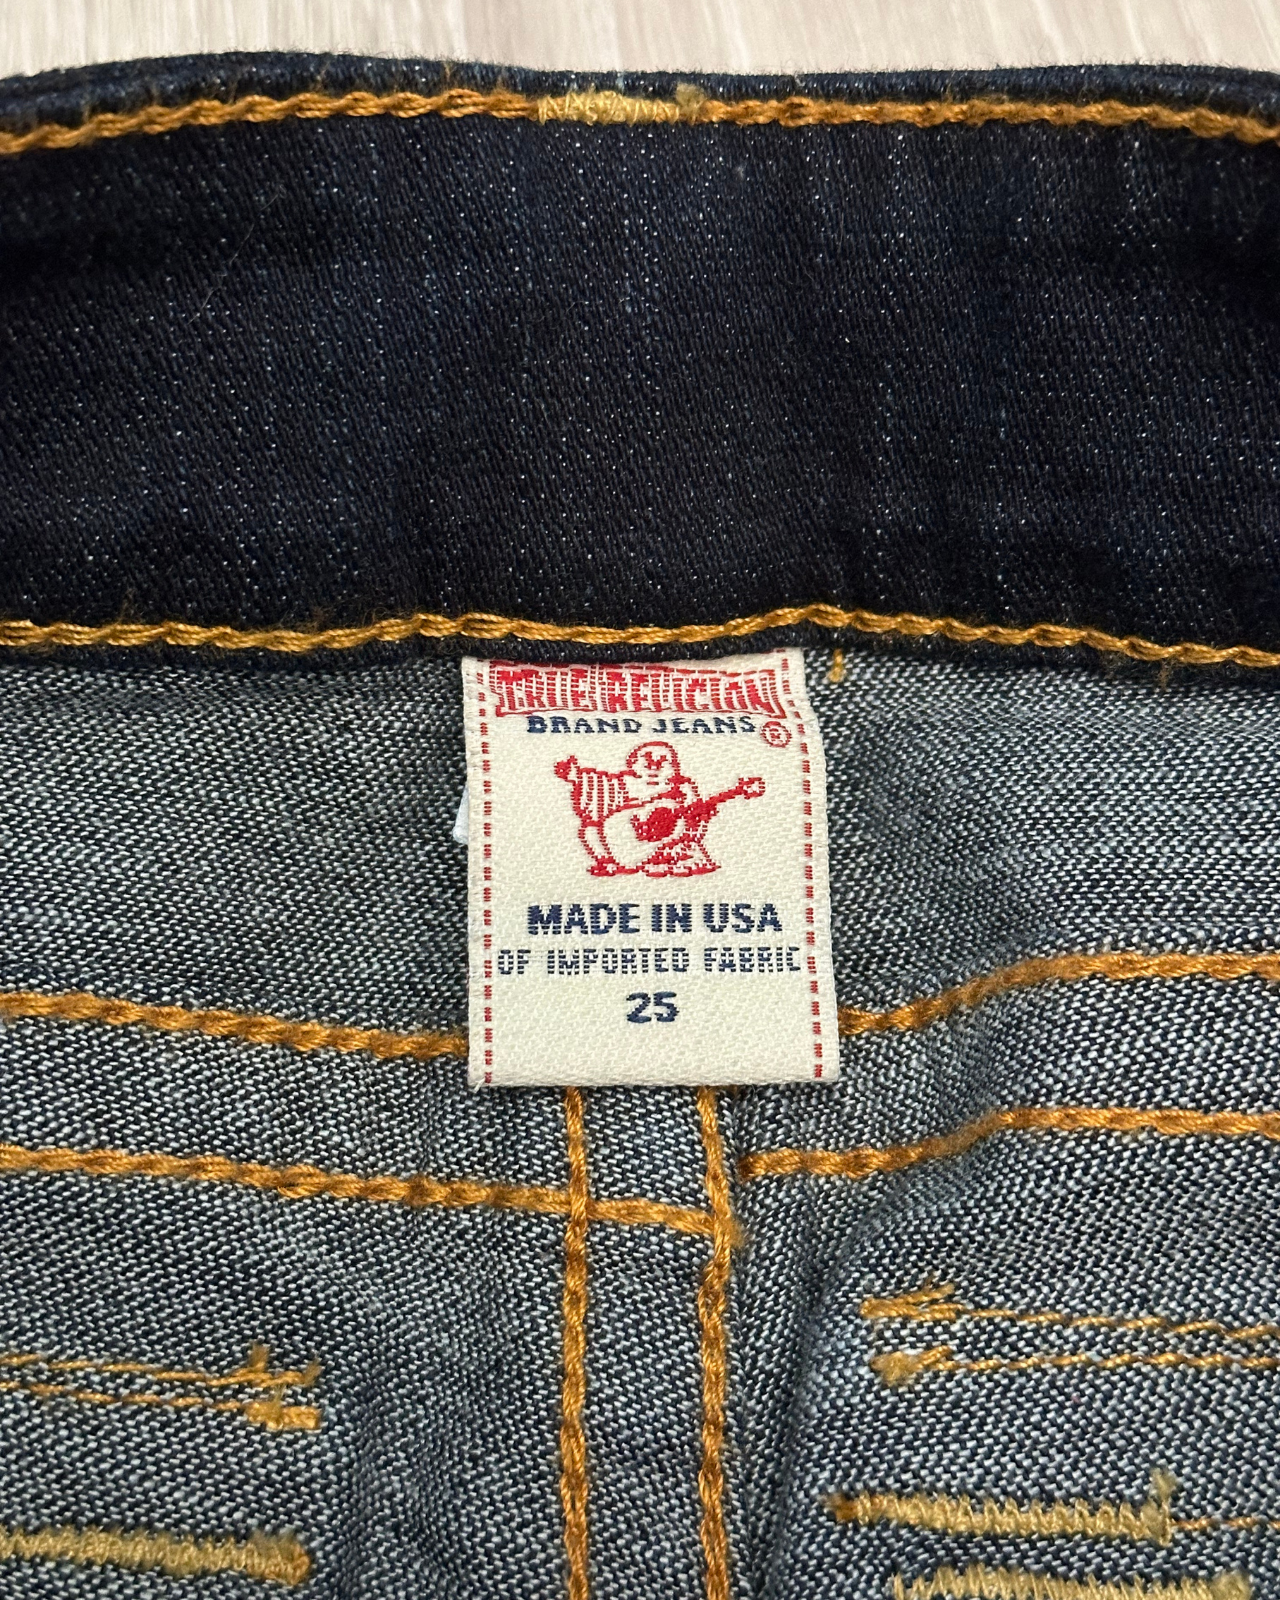 TRUE RELIGION
BRAND JEANS ®
MADE IN USA
OF IMPORTED FABRIC
25